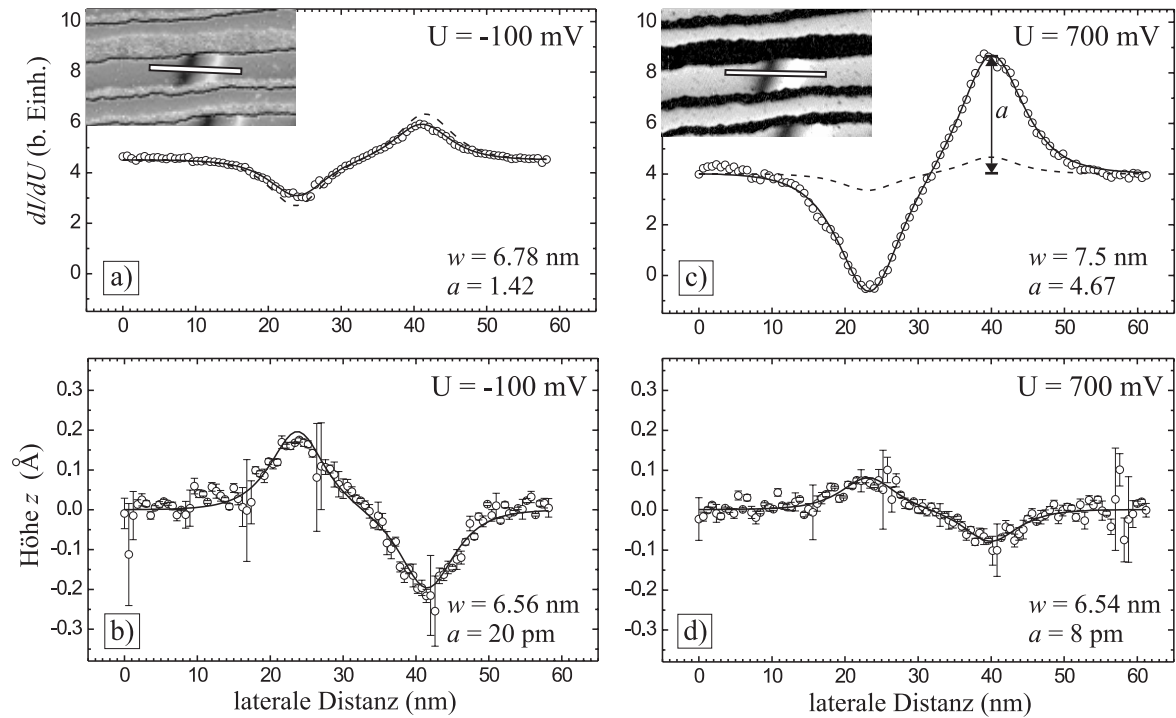 U = -100 mV
10
8
6
4
2
0
dI/dU (b. Einh.)
w = 6.78 nm
a = 1.42
a)
0 10 20 30 40 50 60
U = 700 mV
10
8
6
4
2
0
a
w = 7.5 nm
a = 4.67
c)
0 10 20 30 40 50 60
U = -100 mV
0.3
0.2
0.1
0.0
-0.1
-0.2
-0.3
Höhe z (Å)
w = 6.56 nm
a = 20 pm
b)
0 10 20 30 40 50 60
laterale Distanz (nm)
U = 700 mV
0.3
0.2
0.1
0.0
-0.1
-0.2
-0.3
w = 6.54 nm
a = 8 pm
d)
0 10 20 30 40 50 60
laterale Distanz (nm)